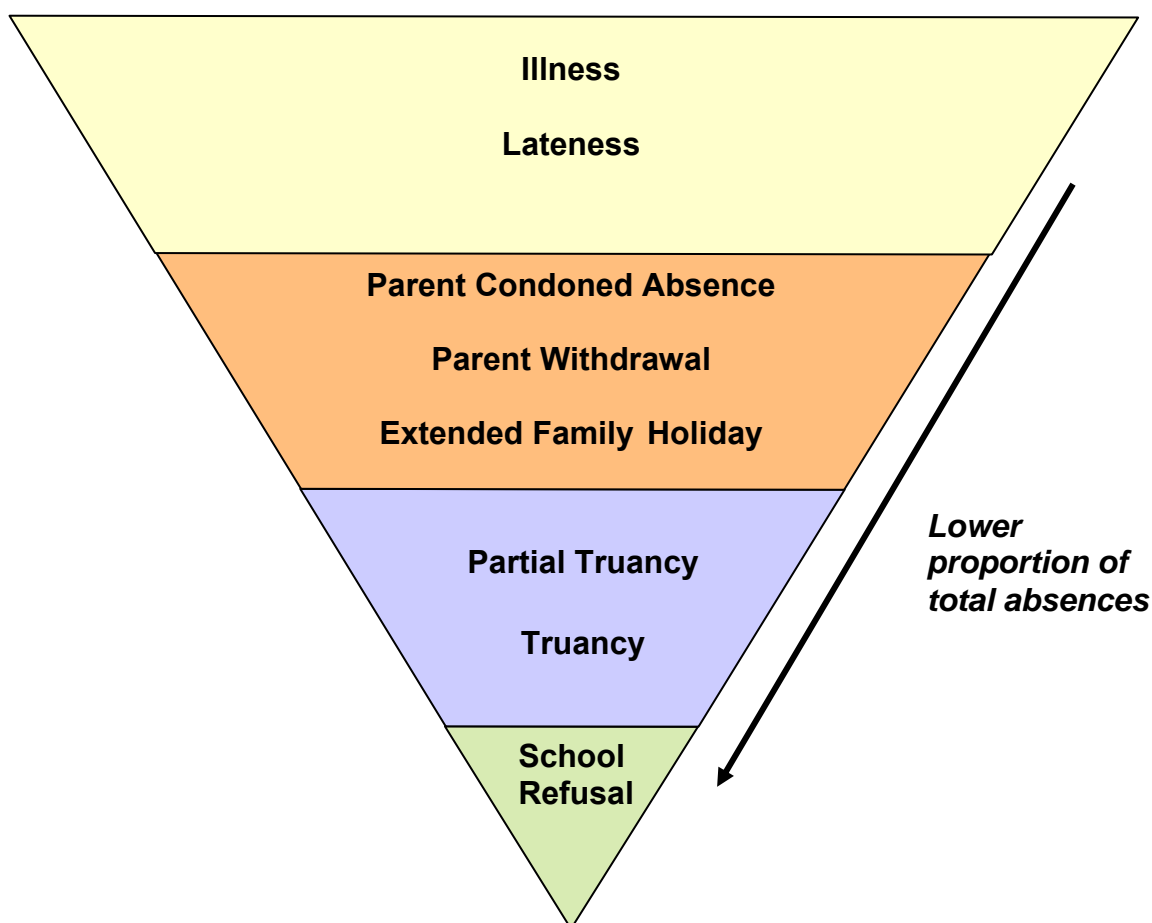 Illness
Lateness
Parent Condoned Absence
Parent Withdrawal
Extended Family Holiday
Partial Truancy
Truancy
School
Refusal
Lower
proportion of
total absences